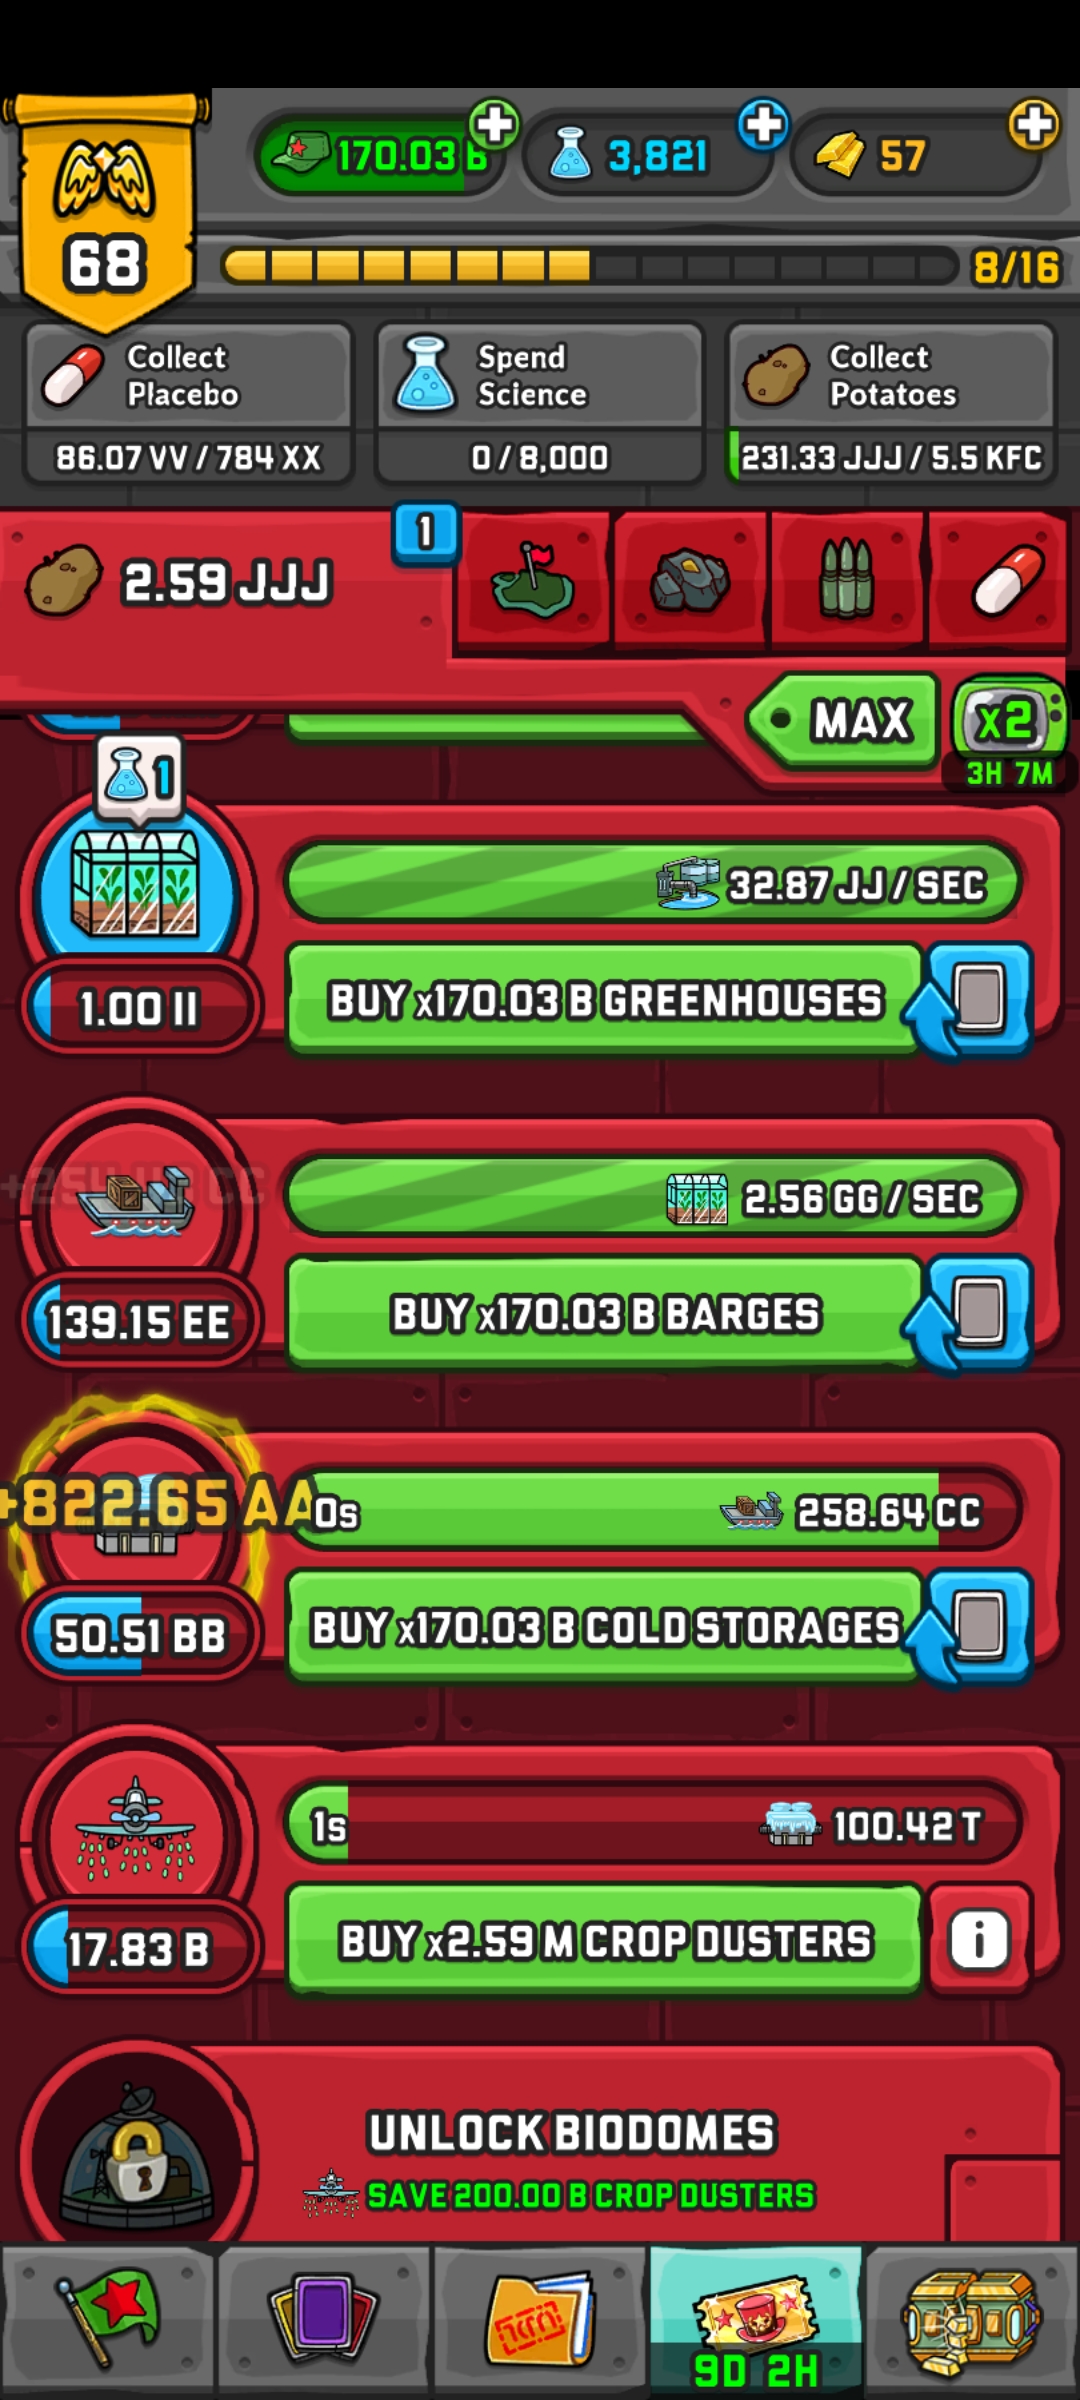 170.03 B
3,821
57
68
8/16
Collect
Placebo
86.07 VV / 784 XX
Spend
Science
0 / 8,000
Collect
Potatoes
231.33 JJJ / 5.5 KFC
2.59 JJJ
1
MAX
x2
3H 7M
1
32.87 JJ / SEC
1.00 II
BUY x170.03 B GREENHOUSES
2.56 GG / SEC
139.15 EE
BUY x170.03 B BARGES
+822.65 AA
0s
258.64 CC
50.51 BB
BUY x170.03 B COLD STORAGES
1s
100.42 T
17.83 B
BUY x2.59 M CROP DUSTERS
i
UNLOCK BIODOMES
SAVE 200.00 B CROP DUSTERS
9D 2H